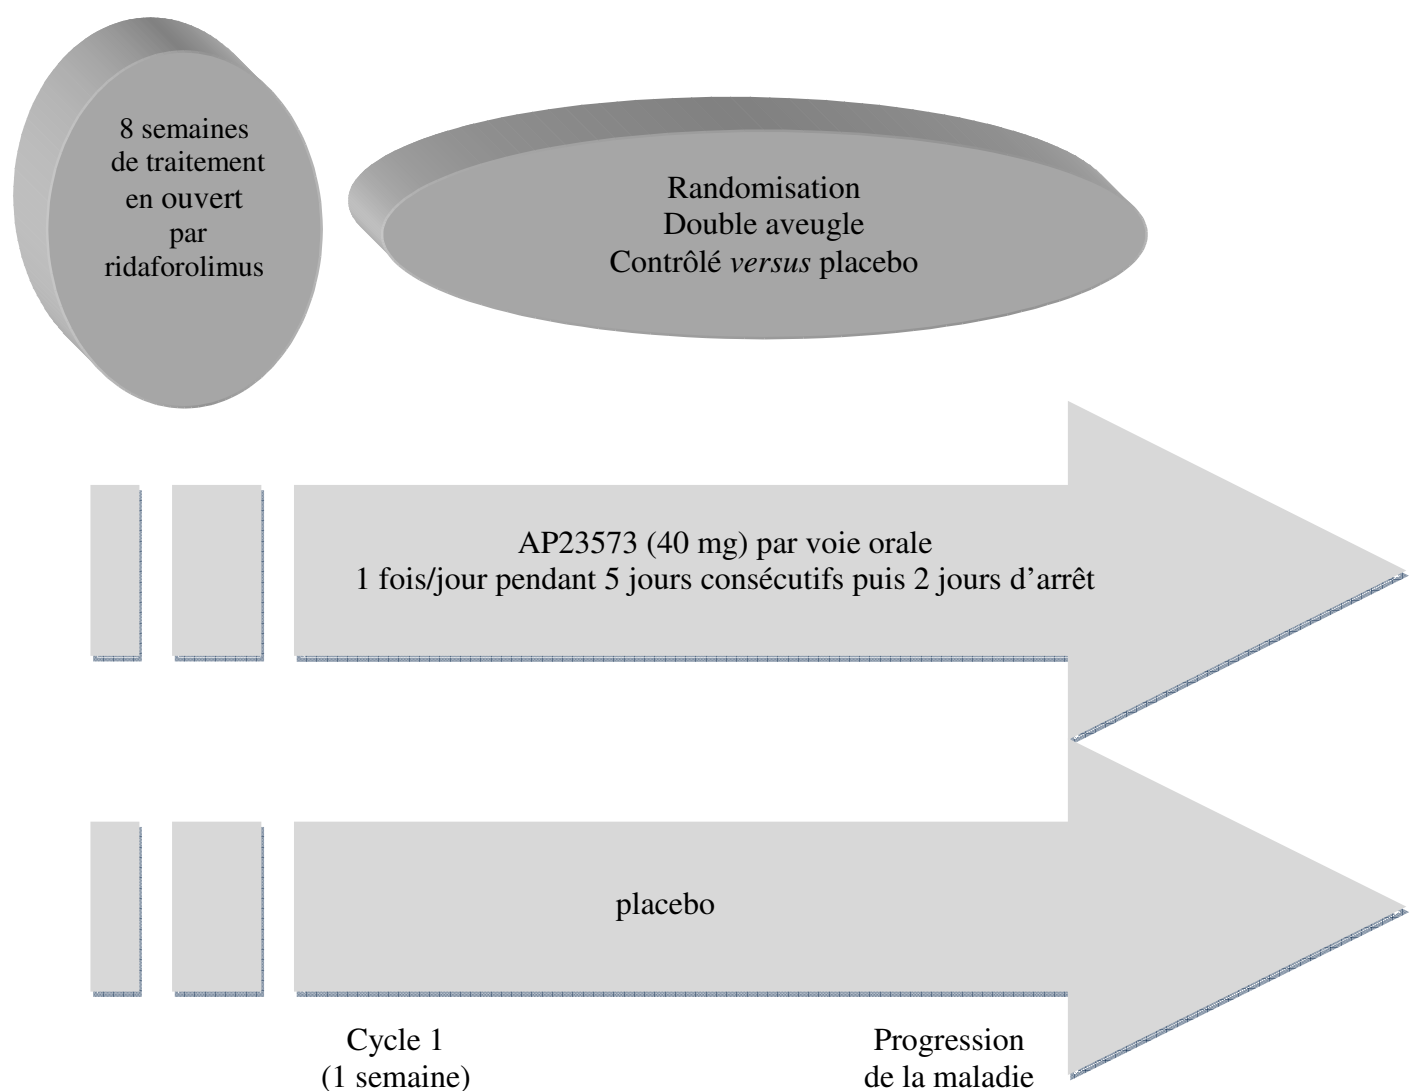 8 semaines
de traitement
en ouvert
par
ridaforolimus
Randomisation
Double aveugle
Contrôlé versus placebo
AP23573 (40 mg) par voie orale
1 fois/jour pendant 5 jours consécutifs puis 2 jours d’arrêt
placebo
Cycle 1
(1 semaine)
Progression
de la maladie